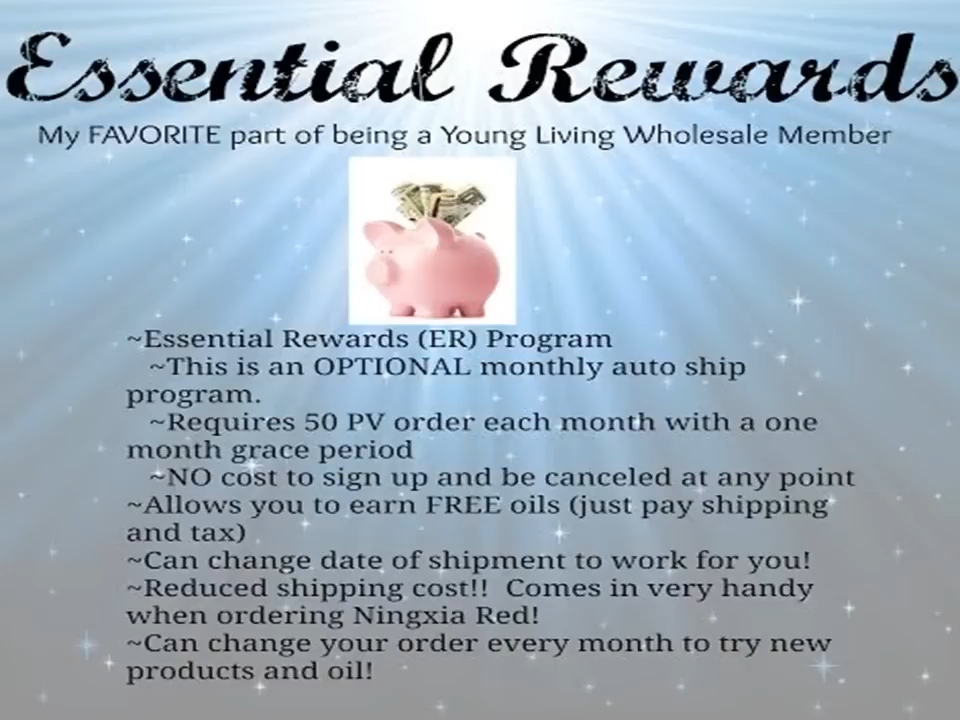 Essential Rewards
My FAVORITE part of being a Young Living Wholesale Member
~Essential Rewards (ER) Program
~This is an OPTIONAL monthly auto ship
program.
~Requires 50 PV order each month with a one
month grace period
~NO cost to sign up and be canceled at any point
~Allows you to earn FREE oils (just pay shipping
and tax)
~Can change date of shipment to work for you!
~Reduced shipping cost!!  Comes in very handy
when ordering Ningxia Red!
~Can change your order every month to try new
products and oil!